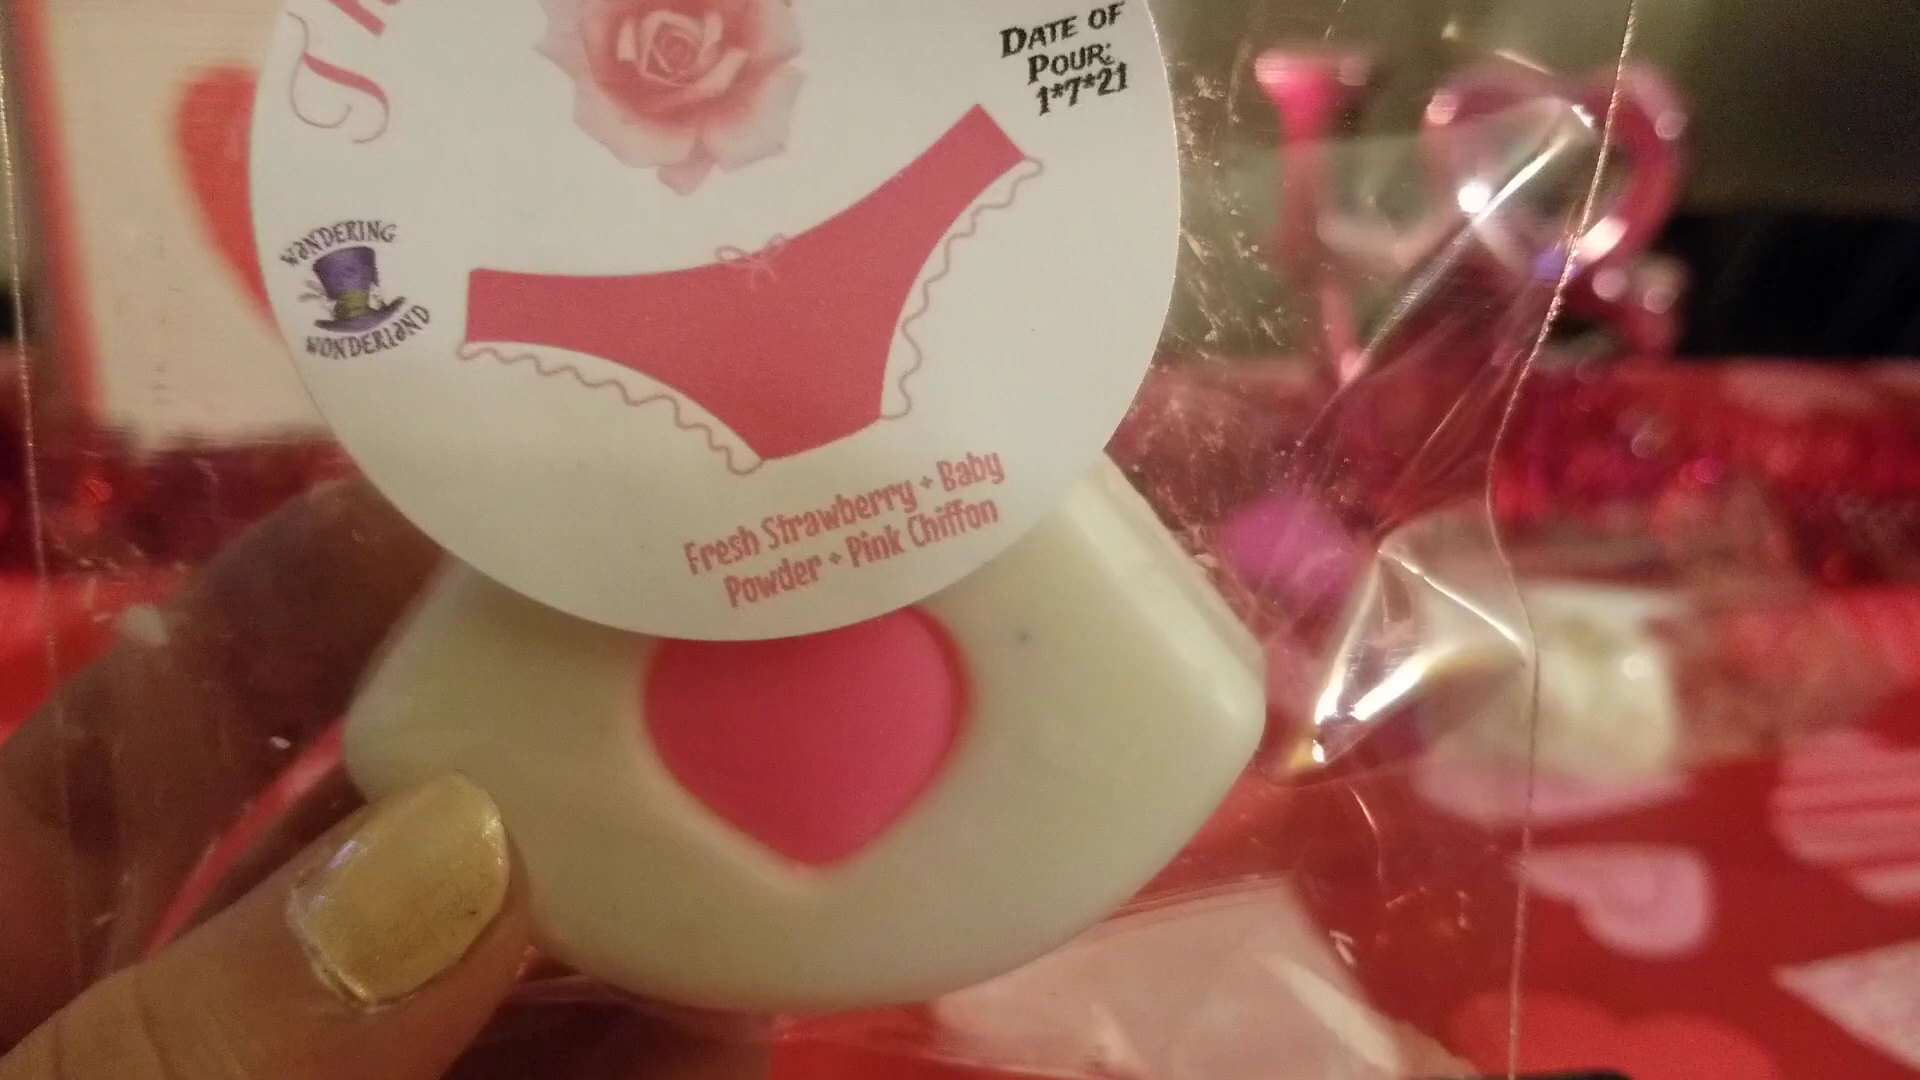 DATE OF
POUR:
1*7*21
WANDERING
WONDERLAND
Fresh Strawberry + Baby
Powder + Pink Chiffon